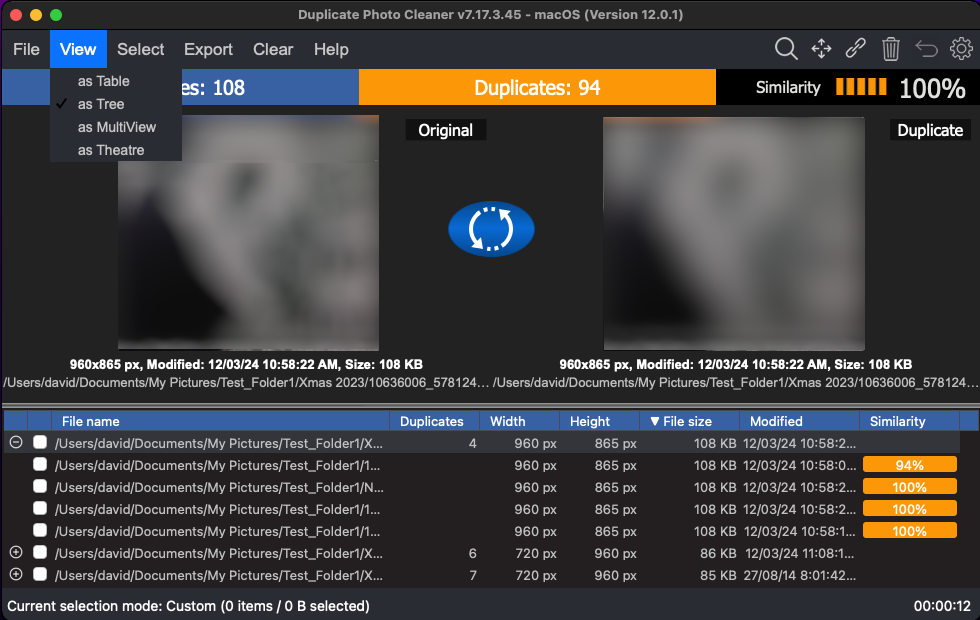 Duplicate Photo Cleaner v7.17.3.45 - macOS (Version 12.0.1)
File View Select Export Clear Help
as Table
as Tree
as MultiView
as Theatre
es: 108
Duplicates: 94
Similarity 100%
Original
Duplicate
960x865 px, Modified: 12/03/24 10:58:22 AM, Size: 108 KB
/Users/david/Documents/My Pictures/Test_Folder1/Xmas 2023/10636006_578124...
960x865 px, Modified: 12/03/24 10:58:22 AM, Size: 108 KB
/Users/david/Documents/My Pictures/Test_Folder1/Xmas 2023/10636006_578124...
File name Duplicates Width Height ▼ File size Modified Similarity
/Users/david/Documents/My Pictures/Test_Folder1/X... 4 960 px 865 px 108 KB 12/03/24 10:58:2...
/Users/david/Documents/My Pictures/Test_Folder1/1... 960 px 865 px 108 KB 12/03/24 10:58:0... 94%
/Users/david/Documents/My Pictures/Test_Folder1/N... 960 px 865 px 108 KB 12/03/24 10:58:2... 100%
/Users/david/Documents/My Pictures/Test_Folder1/1... 960 px 865 px 108 KB 12/03/24 10:58:2... 100%
/Users/david/Documents/My Pictures/Test_Folder1/1... 960 px 865 px 108 KB 12/03/24 10:58:1... 100%
/Users/david/Documents/My Pictures/Test_Folder1/X... 6 720 px 960 px 86 KB 12/03/24 11:08:1...
/Users/david/Documents/My Pictures/Test_Folder1/X... 7 720 px 960 px 85 KB 27/08/14 8:01:42...
Current selection mode: Custom (0 items / 0 B selected) 00:00:12